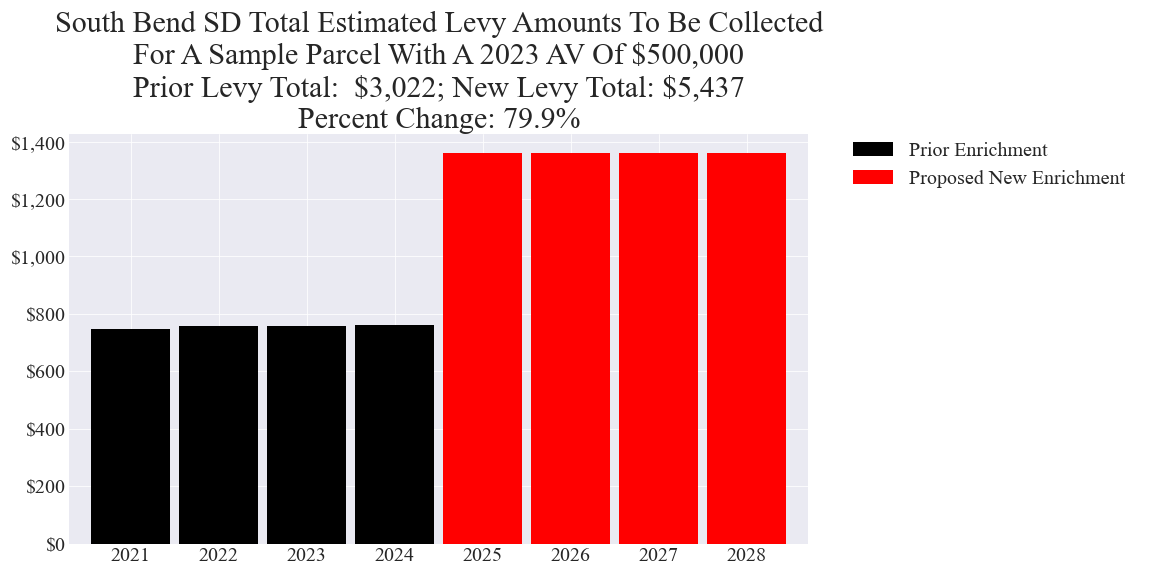 South Bend SD Total Estimated Levy Amounts To Be Collected
For A Sample Parcel With A 2023 AV Of $500,000
Prior Levy Total:  $3,022; New Levy Total: $5,437
Percent Change: 79.9%
$1,400
$1,200
$1,000
$800
$600
$400
$200
$0
2021 2022 2023 2024 2025 2026 2027 2028
Prior Enrichment
Proposed New Enrichment